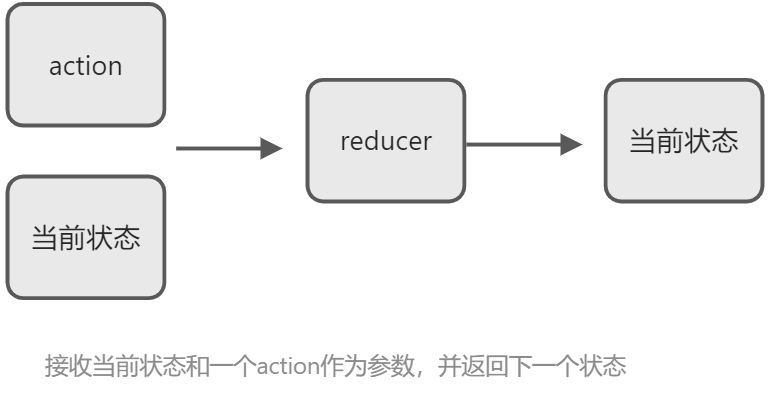 action
当前状态
reducer
当前状态
接收当前状态和一个action作为参数，并返回下一个状态